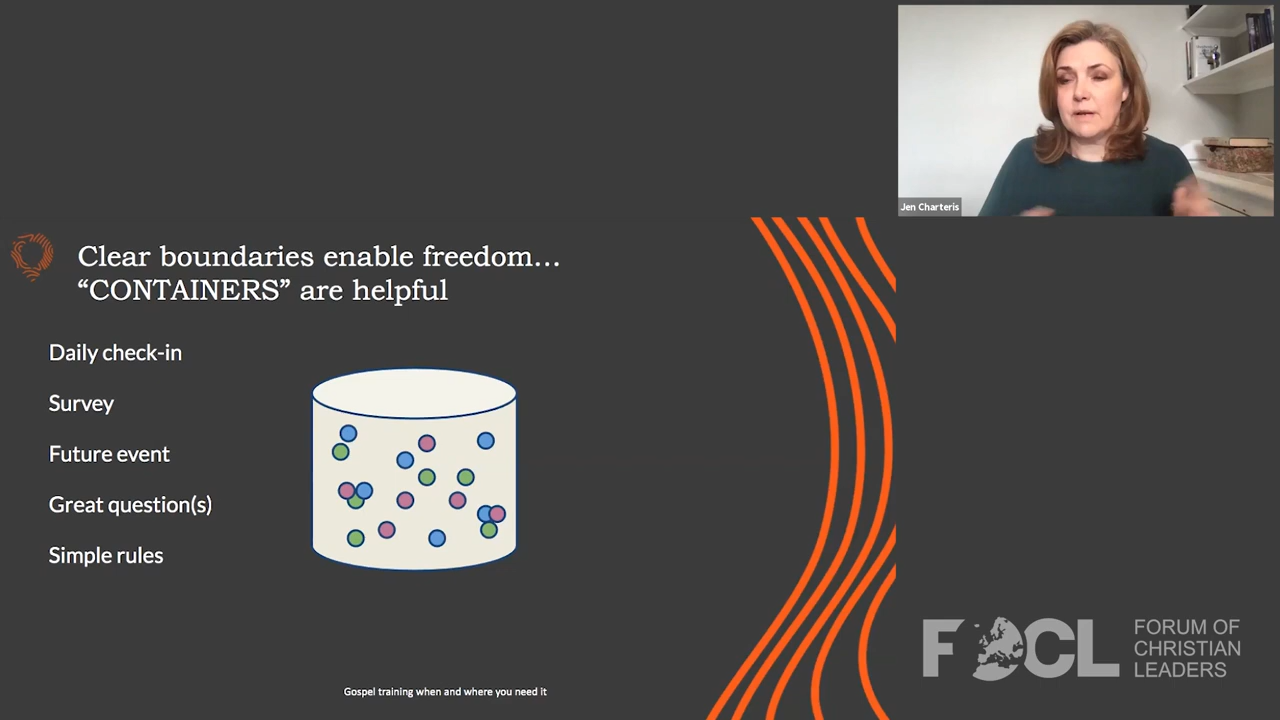 Jen Charteris
Clear boundaries enable freedom...
“CONTAINERS” are helpful
Daily check-in
Survey
Future event
Great question(s)
Simple rules
Gospel training when and where you need it
FOCL
FORUM OF
CHRISTIAN
LEADERS